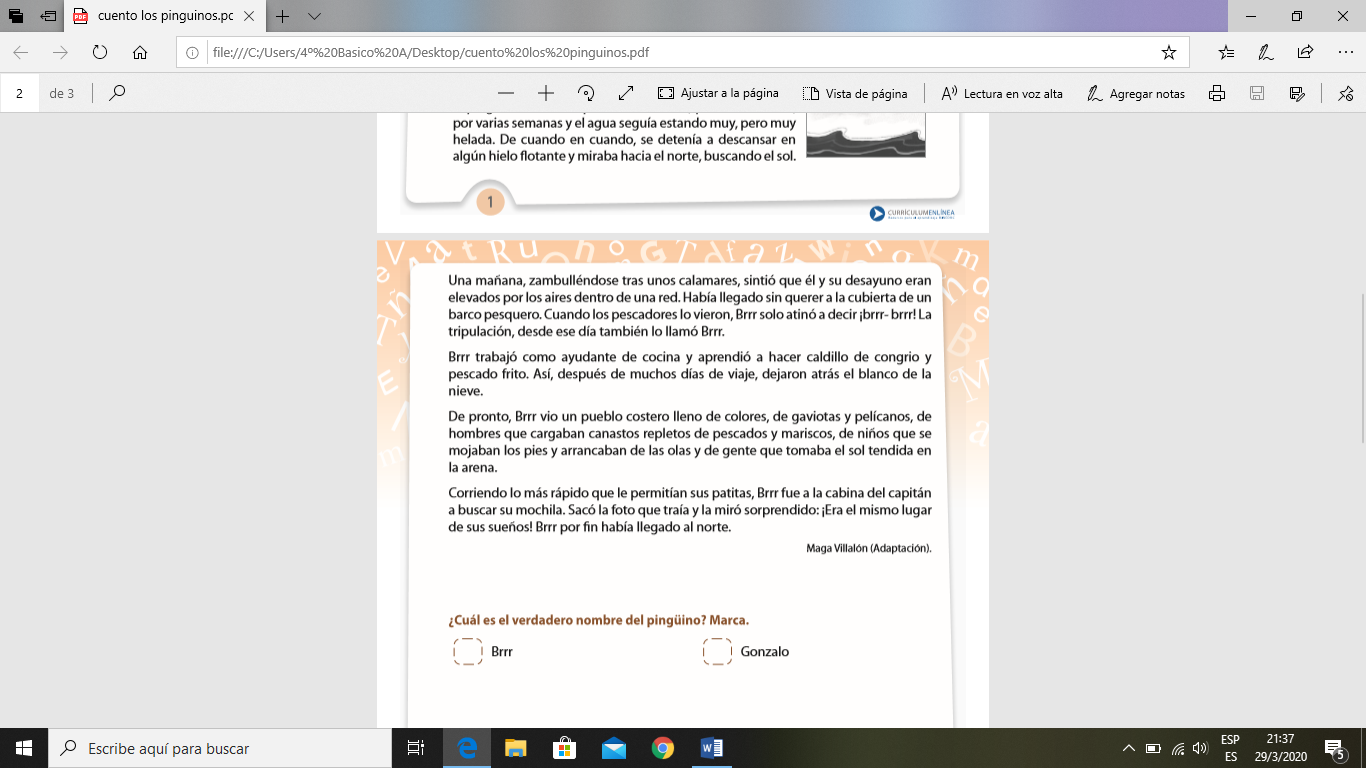 cuento los pinguinos.pc
file:///C:/Users/4º%20Basico%20A/Desktop/cuento%20los%20pinguinos.pdf
2 de 3
Ajustar a la página
Vista de página
Lectura en voz alta
Agregar notas
por varias semanas y el agua seguía estando muy, pero muy
helada. De cuando en cuando, se detenía a descansar en
algún hielo flotante y miraba hacia el norte, buscando el sol.
1
CURRÍCULUMENLÍNEA
Una mañana, zambulléndose tras unos calamares, sintió que él y su desayuno eran
elevados por los aires dentro de una red. Había llegado sin querer a la cubierta de un
barco pesquero. Cuando los pescadores lo vieron, Brrr solo atinó a decir ¡brrr- brrr! La
tripulación, desde ese día también lo llamó Brrr.
Brrr trabajó como ayudante de cocina y aprendió a hacer caldillo de congrio y
pescado frito. Así, después de muchos días de viaje, dejaron atrás el blanco de la
nieve.
De pronto, Brrr vio un pueblo costero lleno de colores, de gaviotas y pelícanos, de
hombres que cargaban canastos repletos de pescados y mariscos, de niños que se
mojaban los pies y arrancaban de las olas y de gente que tomaba el sol tendida en
la arena.
Corriendo lo más rápido que le permitían sus patitas, Brrr fue a la cabina del capitán
a buscar su mochila. Sacó la foto que traía y la miró sorprendido: ¡Era el mismo lugar
de sus sueños! Brrr por fin había llegado al norte.
Maga Villalón (Adaptación).
¿Cuál es el verdadero nombre del pingüino? Marca.
Brrr
Gonzalo
Escribe aquí para buscar
ESP
ES
21:37
29/3/2020
5